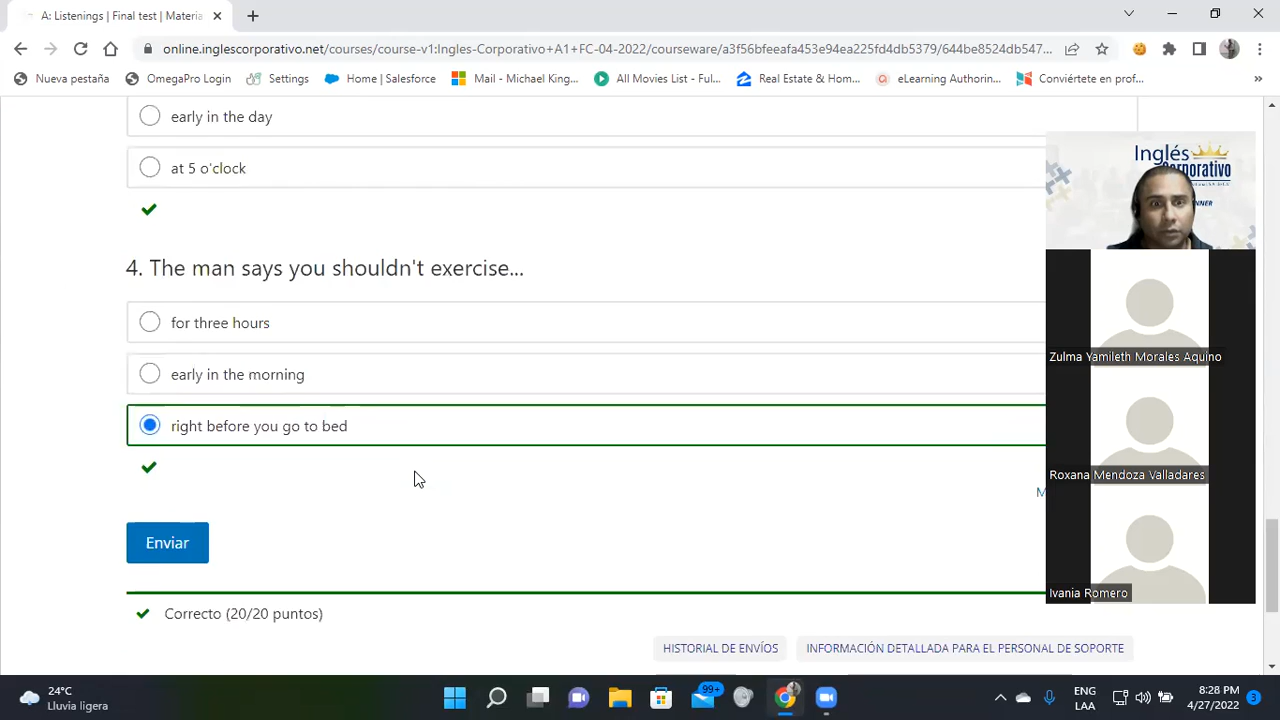 A: Listenings | Final test | Materia
online.inglescorporativo.net/courses/course-v1:Ingles-Corporativo+A1+FC-04-2022/courseware/a3f56bfeeafa453e94ea225fd4db5379/644be8524db547...
Nueva pestaña
OmegaPro Login
Settings
Home | Salesforce
Mail - Michael King...
All Movies List - Ful...
Real Estate & Hom...
eLearning Authorin...
Conviértete en prof...
»
early in the day
at 5 o'clock
4. The man says you shouldn't exercise...
for three hours
early in the morning
right before you go to bed
M
Enviar
Correcto (20/20 puntos)
HISTORIAL DE ENVÍOS
INFORMACIÓN DETALLADA PARA EL PERSONAL DE SOPORTE
Inglés
Corporativo
Zulma Yamileth Morales Aquino
Roxana Mendoza Valladares
Ivania Romero
24°C
Lluvia ligera
99+
ENG
LAA
8:28 PM
4/27/2022
3